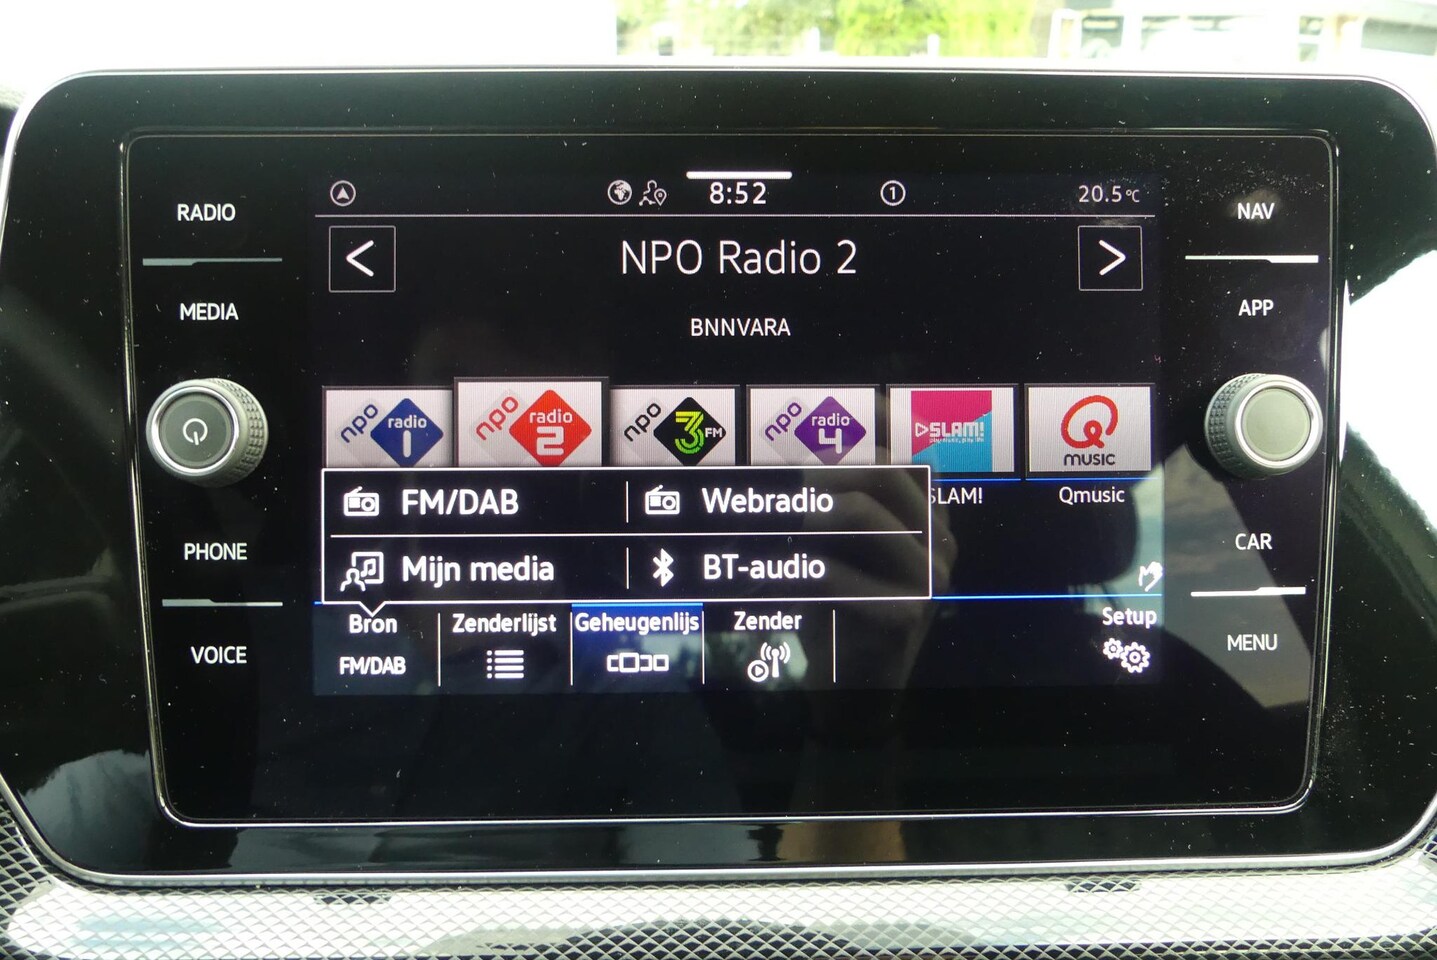 RADIO
MEDIA
PHONE
VOICE
8:52
1
20.5°C
NPO Radio 2
BNNVARA
npo radio 1
npo radio 2
npo 3FM
npo radio 4
SLAM!
Q
MUSIC
SLAM!
Qmusic
FM/DAB
Webradio
Mijn media
BT-audio
Bron
FM/DAB
Zenderlijst
Geheugenlijs
Zender
Setup
NAV
APP
CAR
MENU